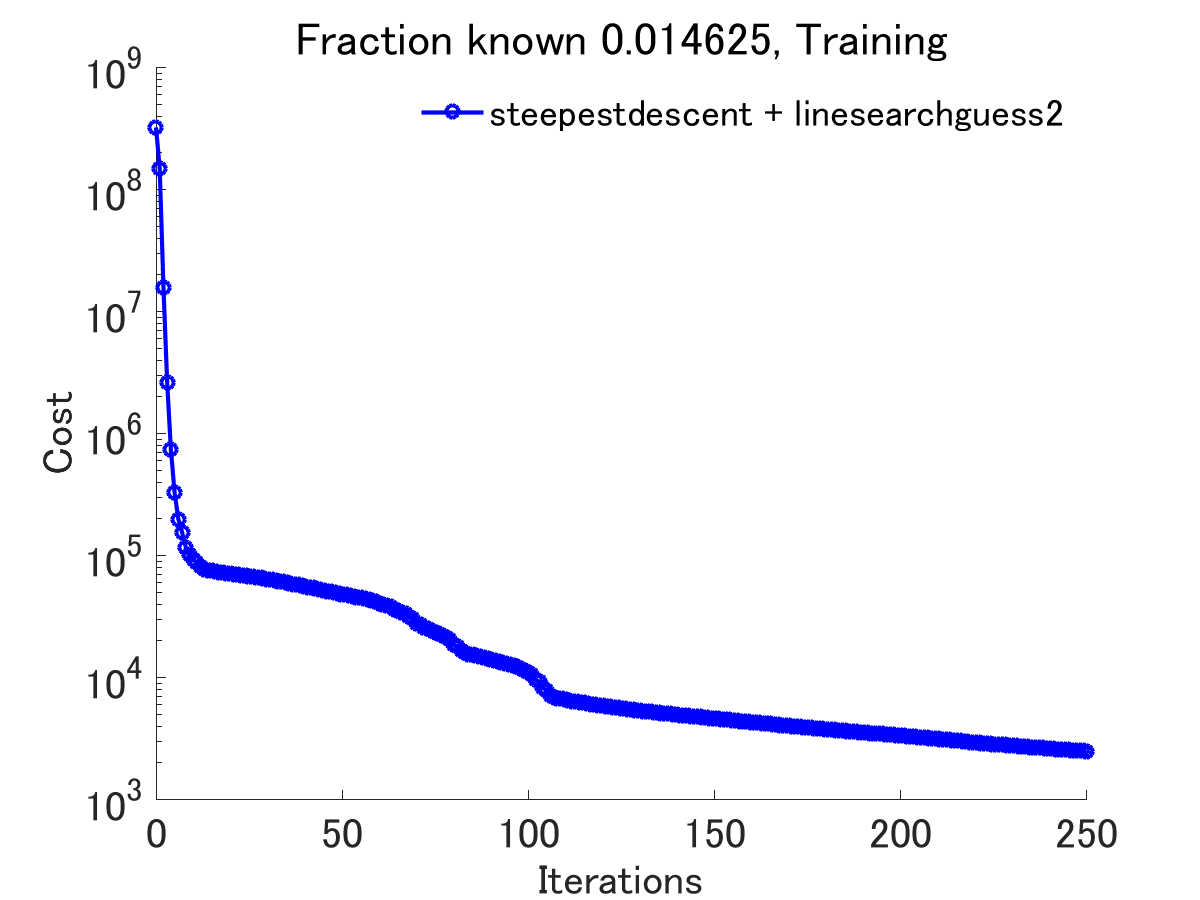 Fraction known 0.014625, Training
steepestdescent + linesearchguess2
10^9
10^8
10^7
10^6
10^5
10^4
10^3
Cost
0 50 100 150 200 250
Iterations